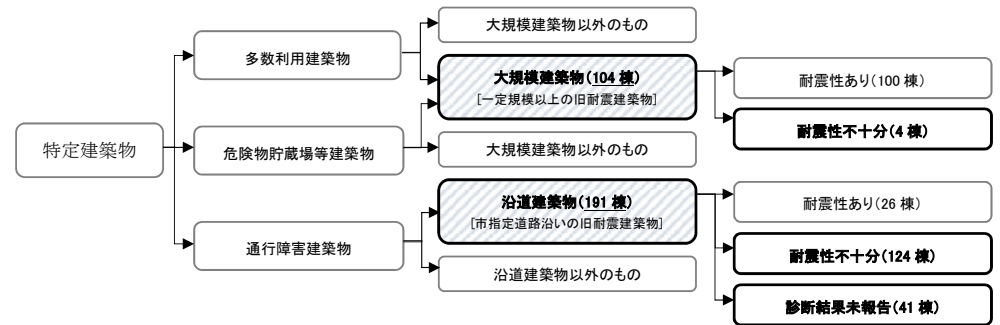 特定建築物
多数利用建築物
危険物貯蔵場等建築物
通行障害建築物
大規模建築物以外のもの
大規模建築物(104 棟)
[一定規模以上の旧耐震建築物]
大規模建築物以外のもの
沿道建築物(191 棟)
[市指定道路沿いの旧耐震建築物]
沿道建築物以外のもの
耐震性あり(100 棟)
耐震性不十分(4 棟)
耐震性あり(26 棟)
耐震性不十分(124 棟)
診断結果未報告(41 棟)